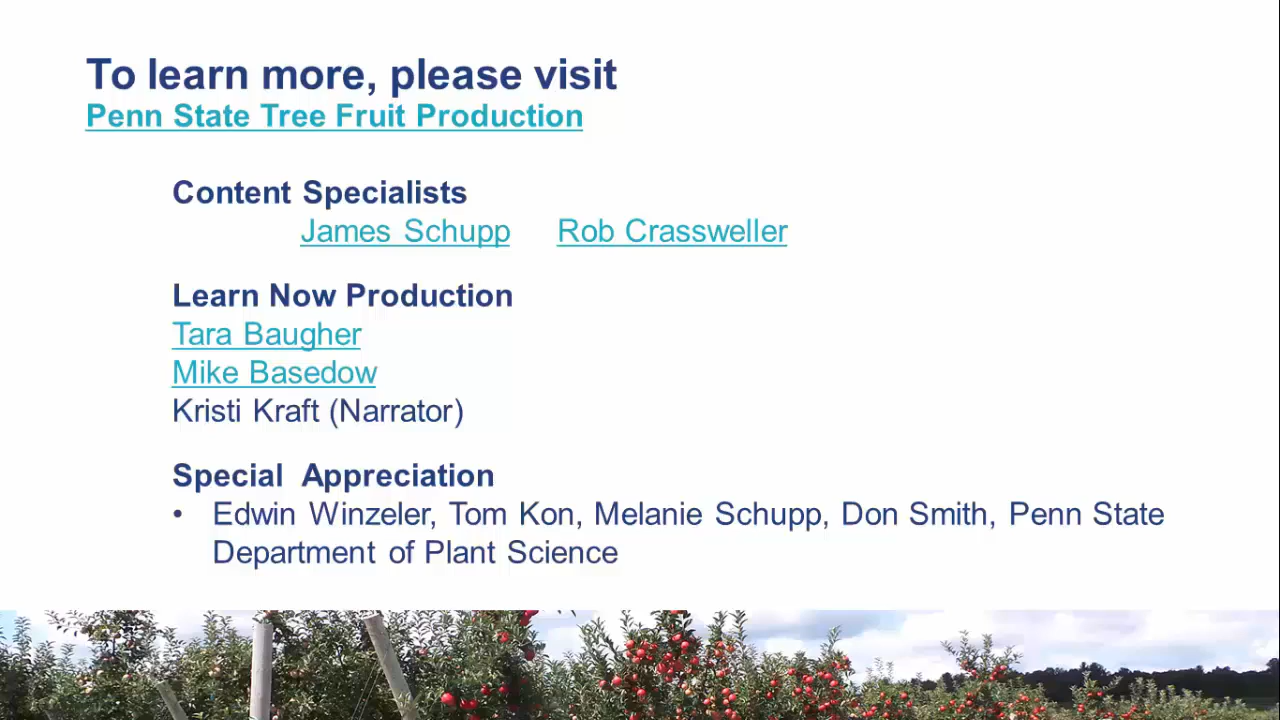 To learn more, please visit
Penn State Tree Fruit Production
Content Specialists
James Schupp Rob Crassweller
Learn Now Production
Tara Baugher
Mike Basedow
Kristi Kraft (Narrator)
Special Appreciation
• Edwin Winzeler, Tom Kon, Melanie Schupp, Don Smith, Penn State
Department of Plant Science